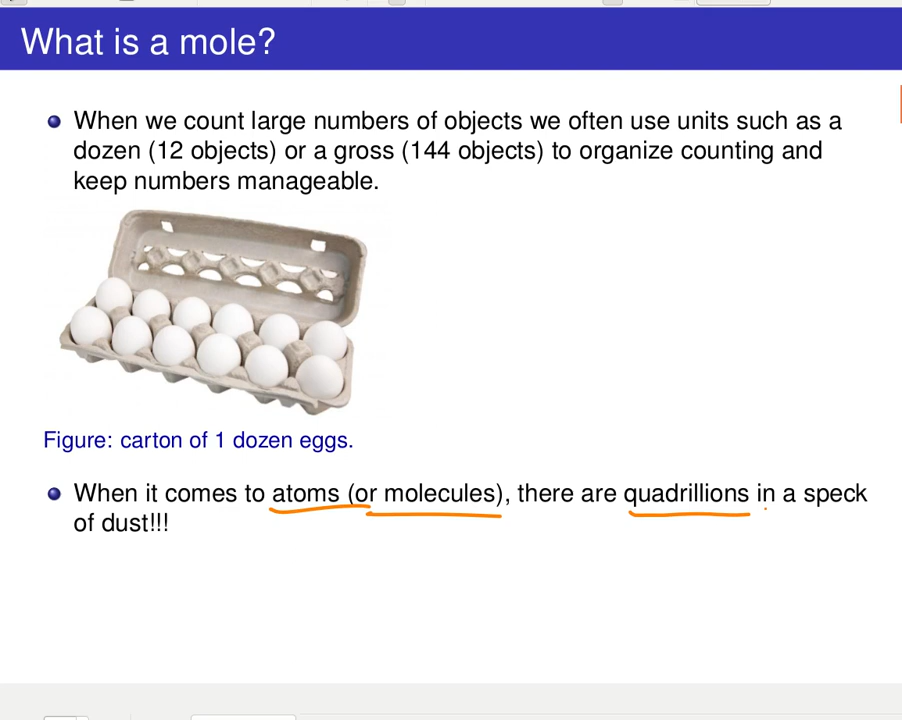 What is a mole?
When we count large numbers of objects we often use units such as a
dozen (12 objects) or a gross (144 objects) to organize counting and
keep numbers manageable.
Figure: carton of 1 dozen eggs.
When it comes to atoms (or molecules), there are quadrillions in a speck
of dust!!!